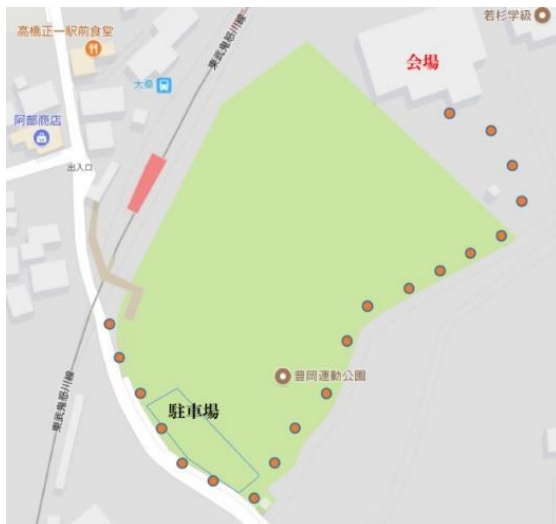 若杉学級
高橋正一駅前食堂
東武鬼怒川線
会場
大桑
阿部商店
出入口
豊岡運動公園
駐車場
東武鬼怒川線